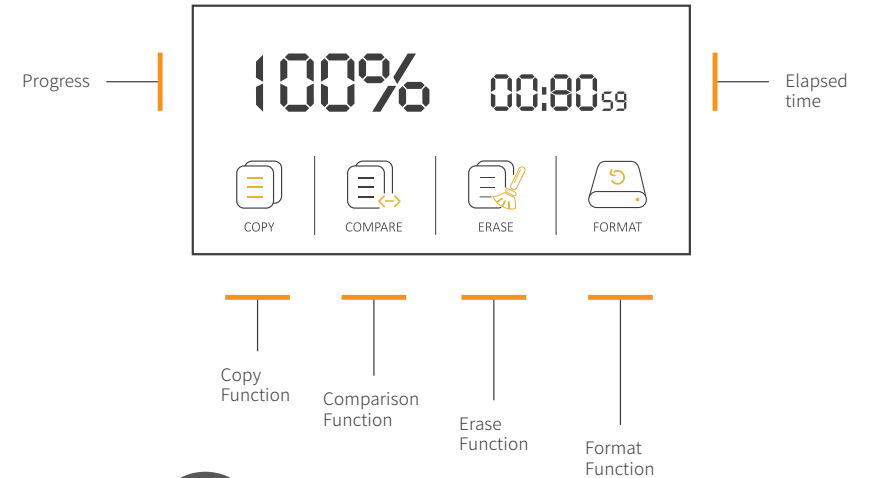 100% 00:80 59
Progress
Elapsed
time
COPY COMPARE ERASE FORMAT
Copy
Function
Comparison
Function
Erase
Function
Format
Function